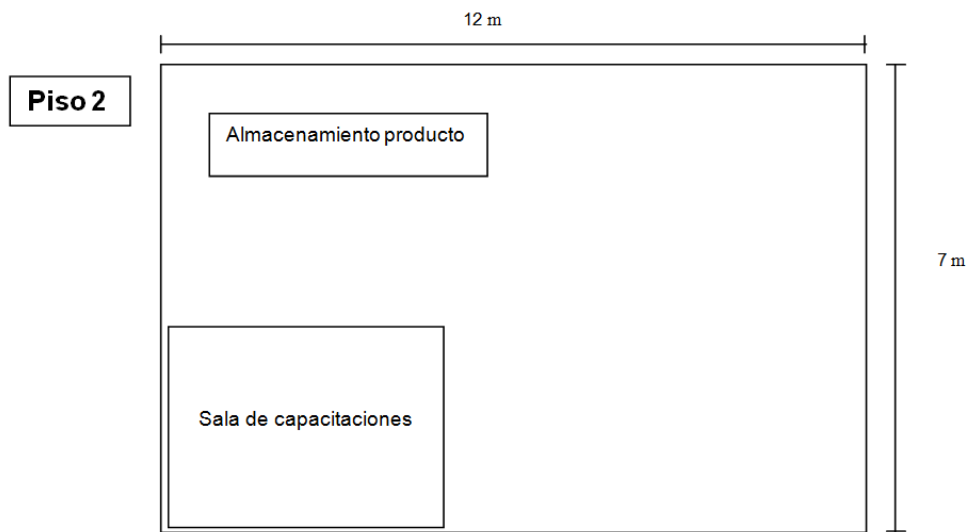 12 m
Piso 2
Almacenamiento producto
7 m
Sala de capacitaciones